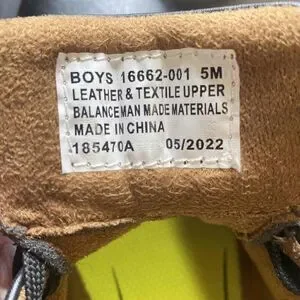 BOYS 16662-001 5M
LEATHER & TEXTILE UPPER
BALANCEMAN MADE MATERIALS
MADE IN CHINA
185470A 05/2022